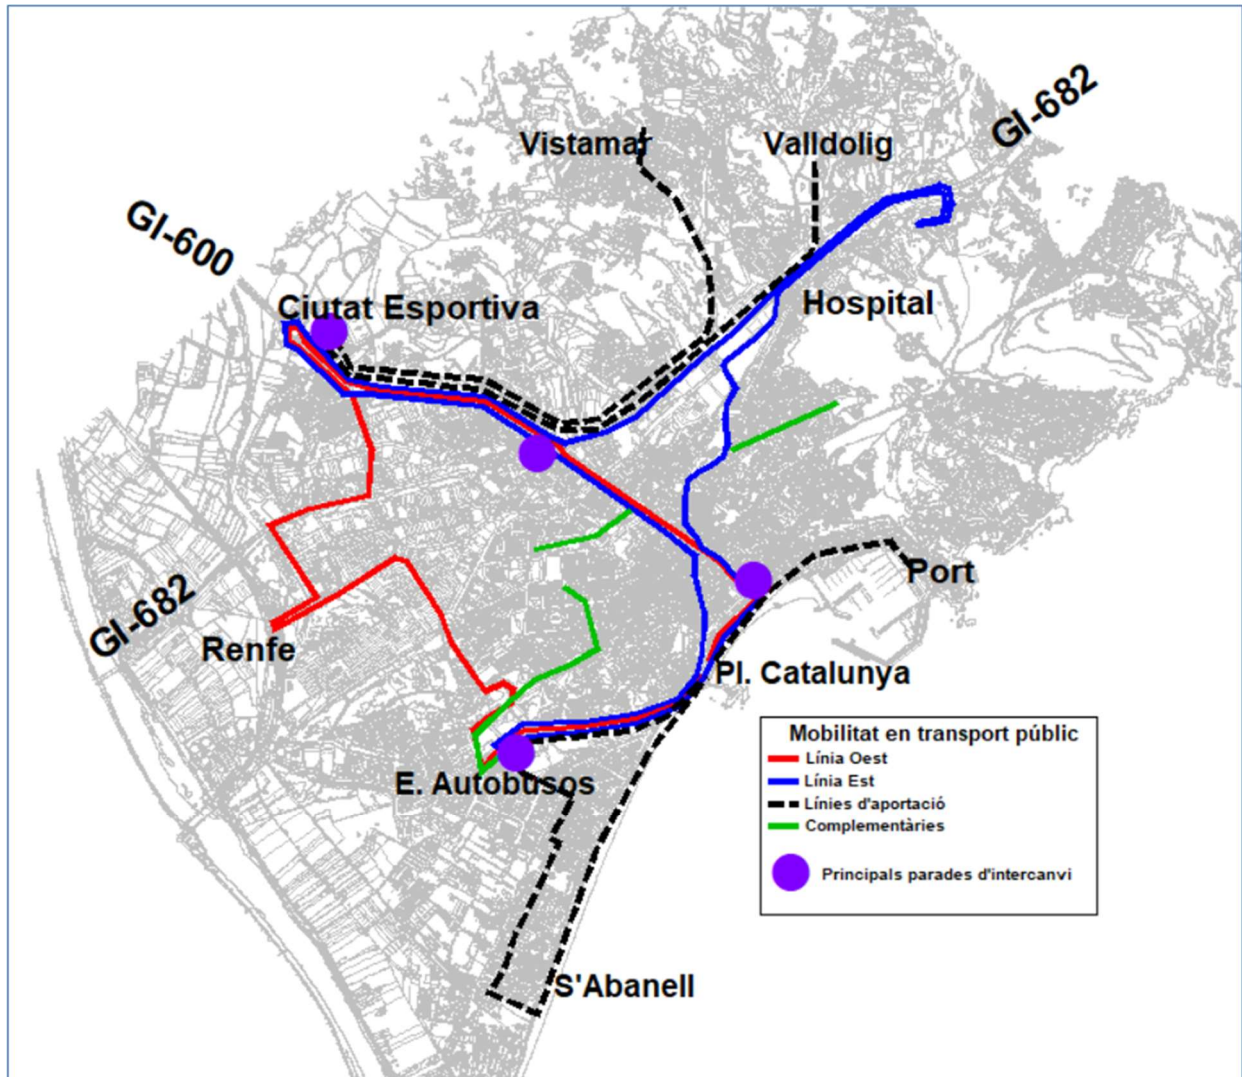 GI-682
Vistamar
Valldolig
GI-600
Ciutat Esportiva
Hospital
GI-682
Port
Renfe
Pl. Catalunya
E. Autobusos
S'Abanell
Mobilitat en transport públic
Línia Oest
Línia Est
Línies d'aportació
Complementàries
Principals parades d'intercanvi